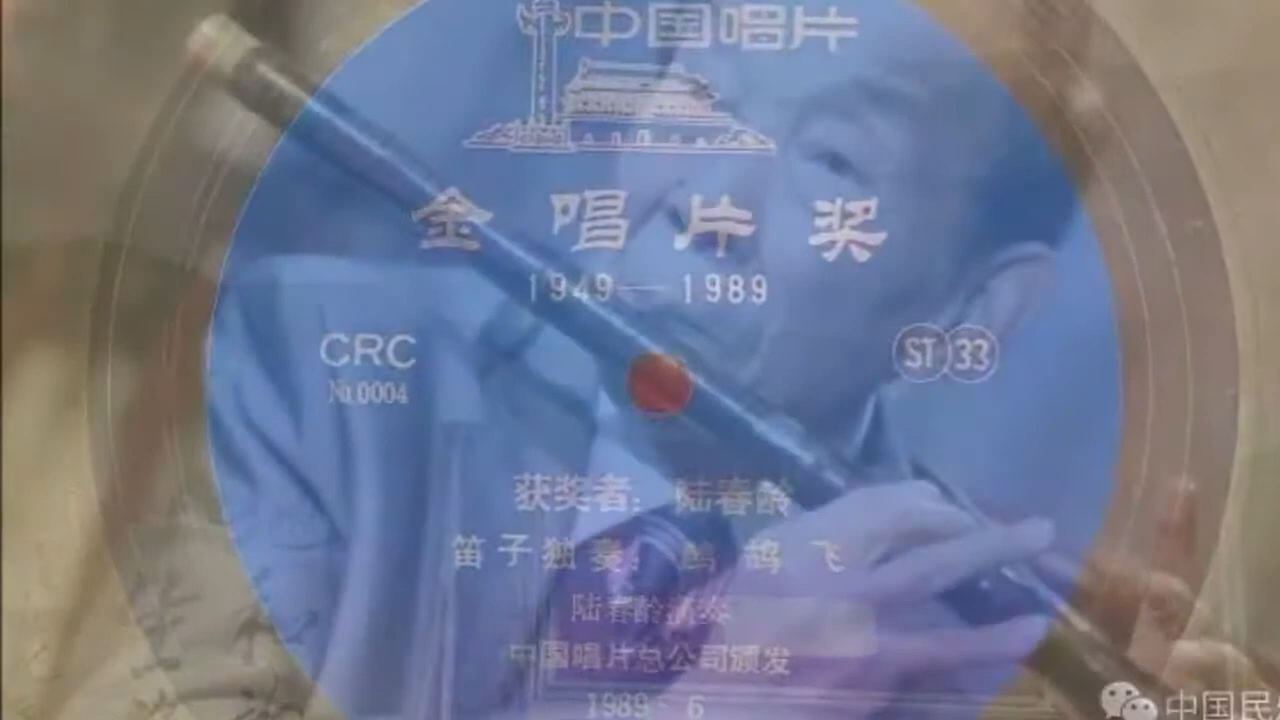 中国唱片
金唱片奖
1949—1989
CRC
№0004
ST 33
获奖者：陆春龄
笛子独奏：鹧鸪飞
陆春龄演奏
中国唱片总公司颁发
1989－6
中国民